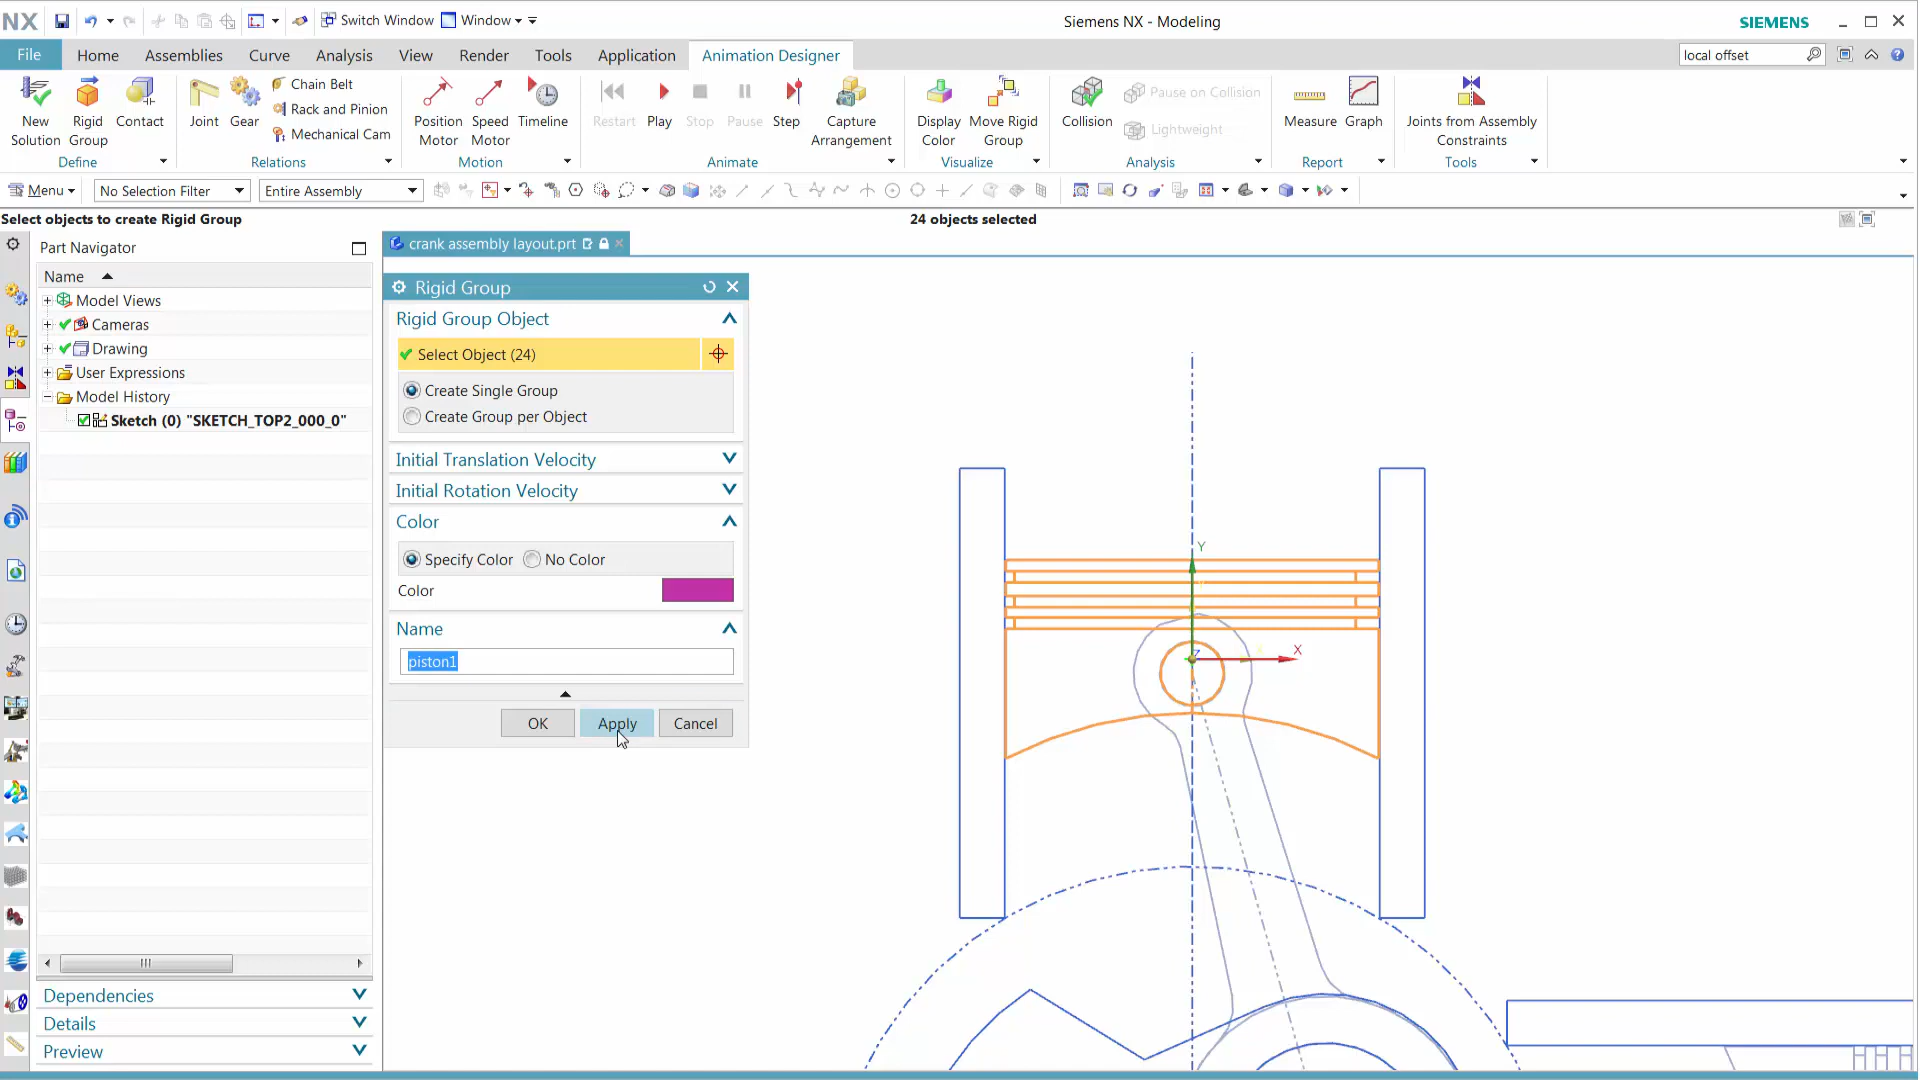 NX
Switch Window
Window
Siemens NX - Modeling
SIEMENS
File
Home
Assemblies
Curve
Analysis
View
Render
Tools
Application
Animation Designer
local offset
New Solution
Rigid Group
Contact
Define
Joint
Gear
Chain Belt
Rack and Pinion
Mechanical Cam
Relations
Position Motor
Speed Motor
Timeline
Motion
Restart
Play
Stop
Pause
Step
Capture Arrangement
Animate
Display Color
Move Rigid Group
Visualize
Collision
Pause on Collision
Lightweight
Analysis
Measure
Graph
Report
Joints from Assembly Constraints
Tools
Menu
No Selection Filter
Entire Assembly
Select objects to create Rigid Group
24 objects selected
Part Navigator
Name
Model Views
Cameras
Drawing
User Expressions
Model History
Sketch (0) "SKETCH_TOP2_000_0"
Dependencies
Details
Preview
crank assembly layout.prt
Rigid Group
Rigid Group Object
Select Object (24)
Create Single Group
Create Group per Object
Initial Translation Velocity
Initial Rotation Velocity
Color
Specify Color
No Color
Color
Name
piston1
OK
Apply
Cancel
Y
X
Z